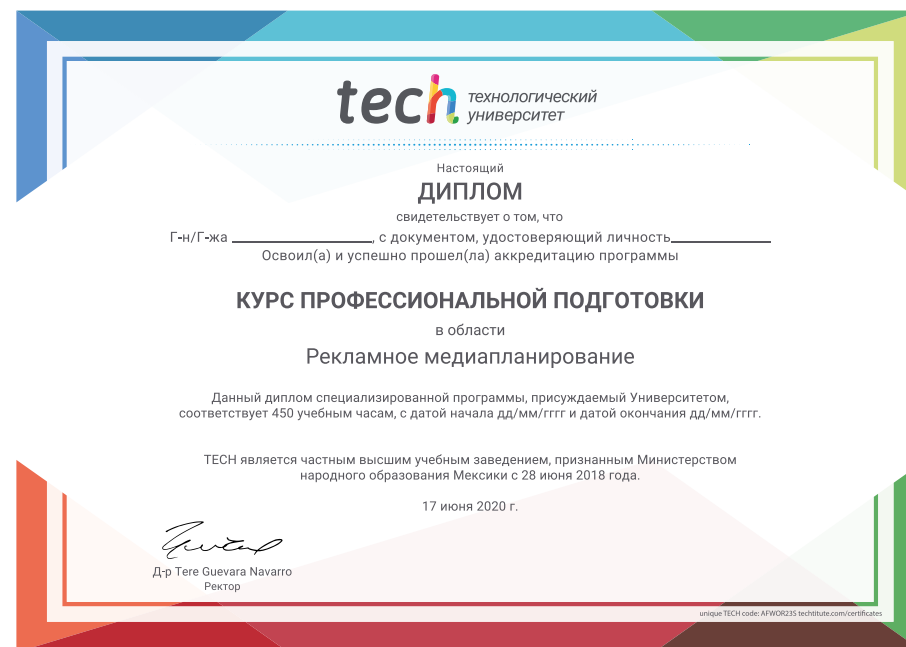 tech технологический
университет
Настоящий
ДИПЛОМ
свидетельствует о том, что
Г-н/Г-жа ____________, с документом, удостоверяющий личность____________
Освоил(а) и успешно прошел(ла) аккредитацию программы
КУРС ПРОФЕССИОНАЛЬНОЙ ПОДГОТОВКИ
в области
Рекламное медиапланирование
Данный диплом специализированной программы, присуждаемый Университетом,
соответствует 450 учебным часам, с датой начала дд/мм/гггг и датой окончания дд/мм/гггг.
TECH является частным высшим учебным заведением, признанным Министерством
народного образования Мексики с 28 июня 2018 года.
17 июня 2020 г.
Д-р Tere Guevara Navarro
Ректор
unique TECH code: AFWOR235 techtitute.com/certificates